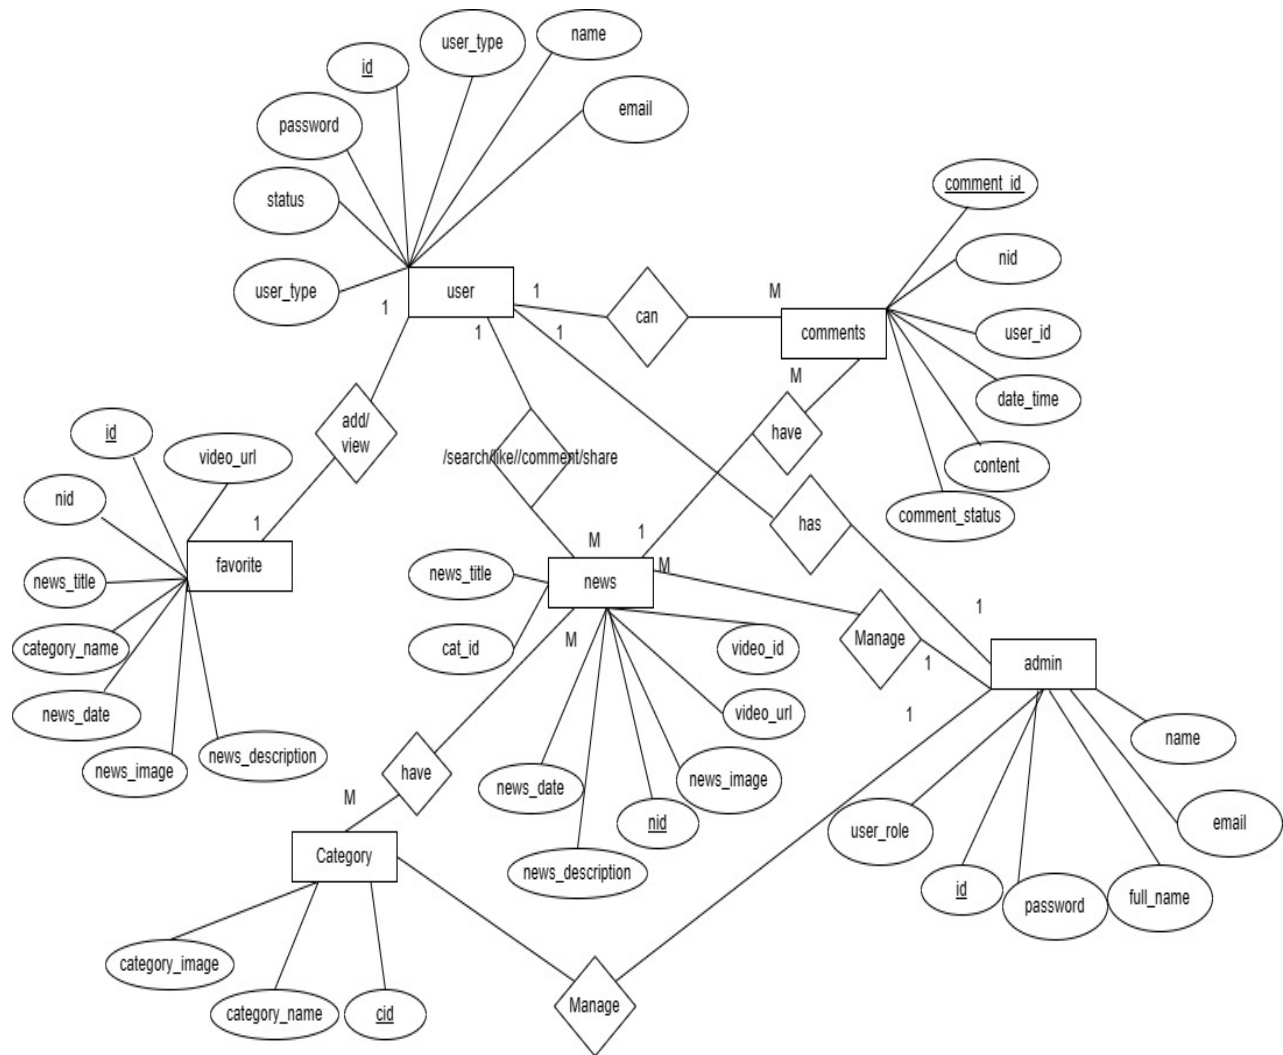 name
user_type
id
email
password
comment_id
status
nid
user_type
user
1
M
1
1
can
user_id
1
comments
M
date_time
add/
view
id
have
video_url
/search/like//comment/share
content
nid
comment_status
1
has
M
1
favorite
M
news_title
news
news_title
category_name
cat_id
M
video_id
Manage
1
1
admin
news_date
video_url
1
name
news_description
news_image
have
news_date
news_image
M
nid
user_role
email
Category
news_description
id
password
full_name
category_image
category_name
cid
Manage